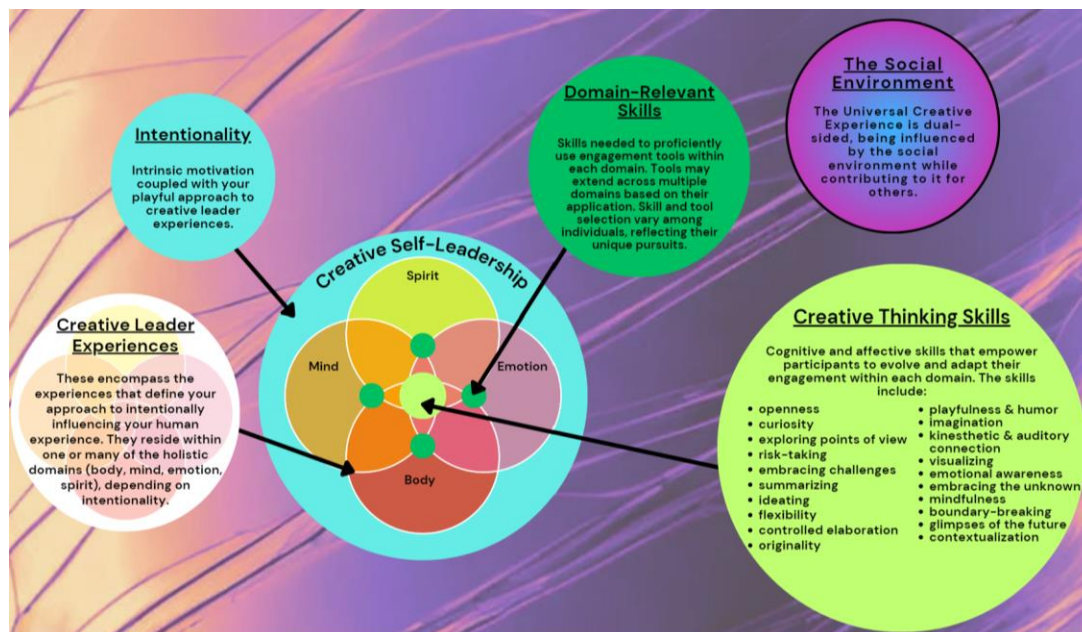 Intentionality
Intrinsic motivation
coupled with your
playful approach to
creative leader
experiences.
Domain-Relevant
Skills
Skills needed to proficiently
use engagement tools within
each domain. Tools may
extend across multiple
domains based on their
application. Skill and tool
selection vary among
individuals, reflecting their
unique pursuits.
The Social
Environment
The Universal Creative
Experience is dual-
sided, being influenced
by the social
environment while
contributing to it for
others.
Creative Leader
Experiences
These encompass the
experiences that define your
approach to intentionally
influencing your human
experience. They reside within
one or many of the holistic
domains (body, mind, emotion,
spirit), depending on
intentionality.
Creative Self-Leadership
Spirit
Mind
Emotion
Body
Creative Thinking Skills
Cognitive and affective skills that empower
participants to evolve and adapt their
engagement within each domain. The skills
include:
• openness
• curiosity
• exploring points of view
• risk-taking
• embracing challenges
• summarizing
• ideating
• flexibility
• controlled elaboration
• originality
• playfulness & humor
• imagination
• kinesthetic & auditory
connection
• visualizing
• emotional awareness
• embracing the unknown
• mindfulness
• boundary-breaking
• glimpses of the future
• contextualization